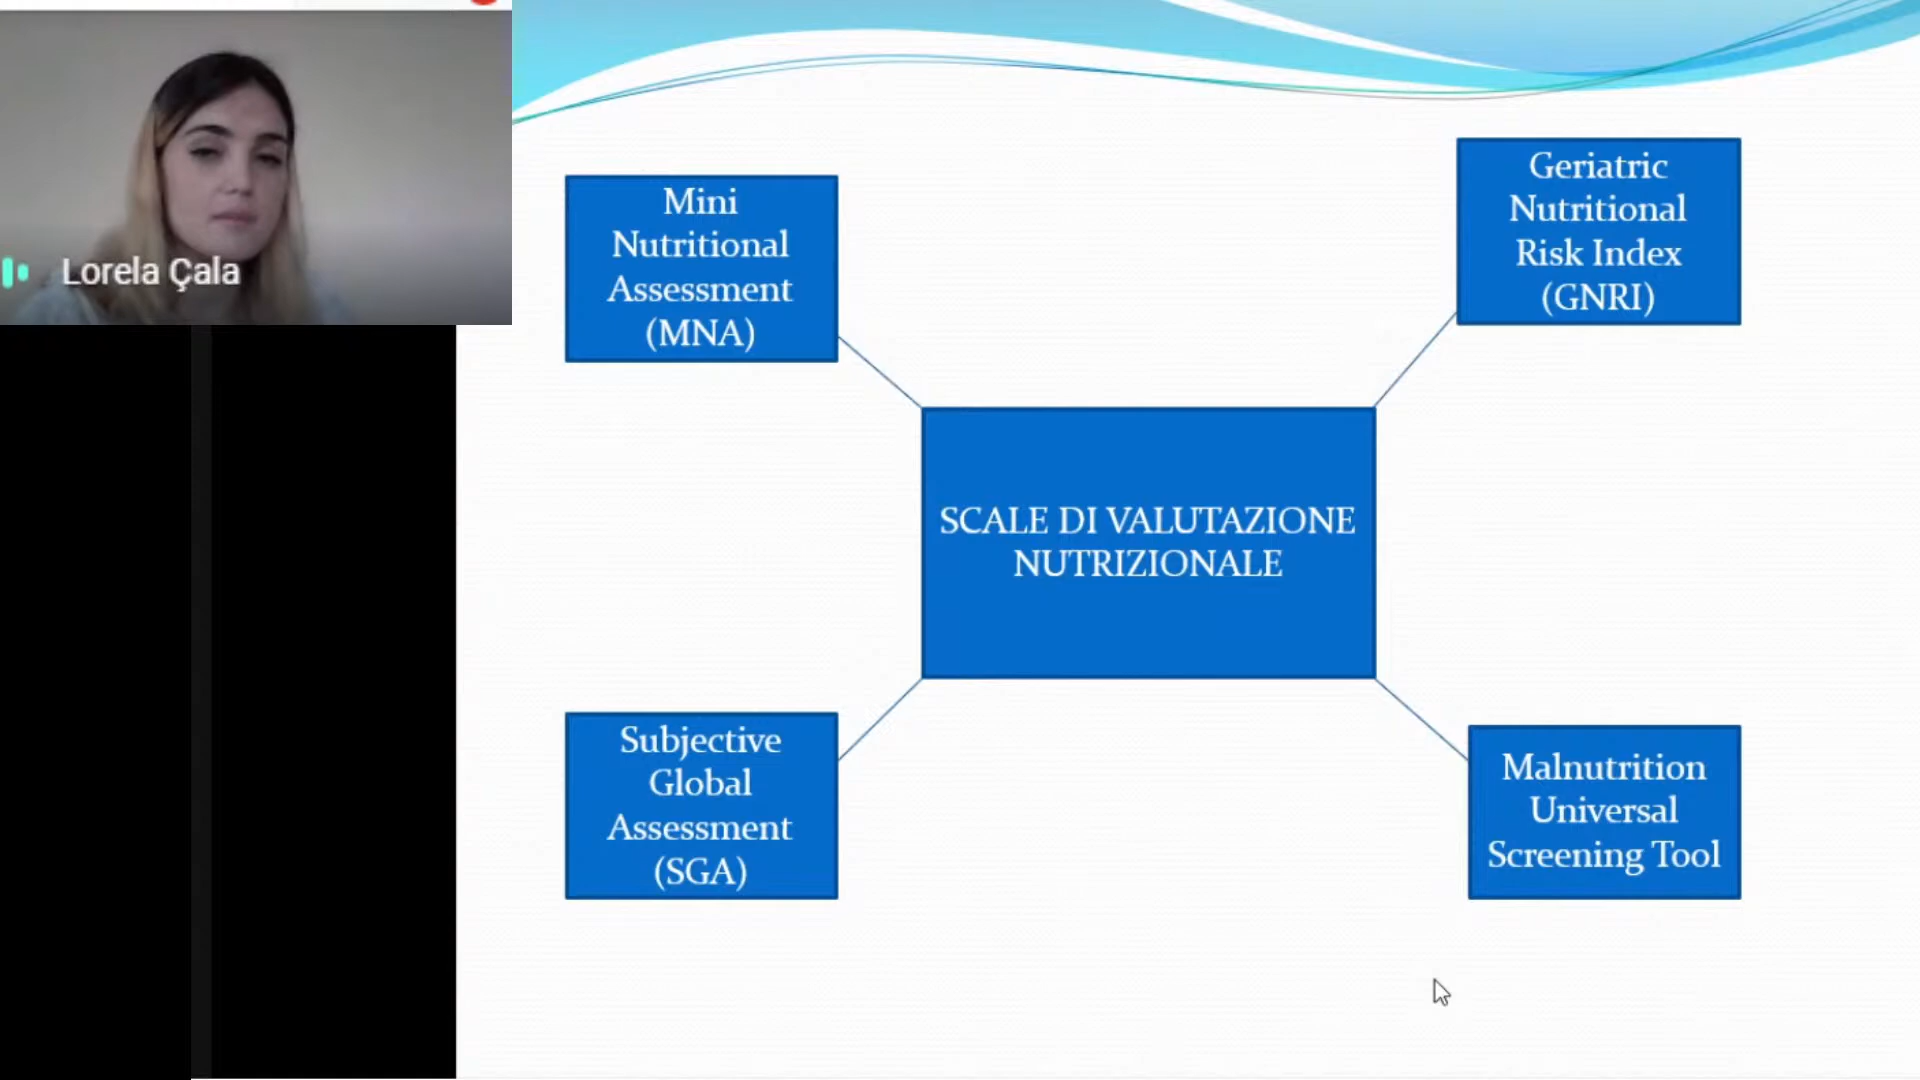 Lorela Çala
Mini
Nutritional
Assessment
(MNA)
Geriatric
Nutritional
Risk Index
(GNRI)
SCALE DI VALUTAZIONE
NUTRIZIONALE
Subjective
Global
Assessment
(SGA)
Malnutrition
Universal
Screening Tool